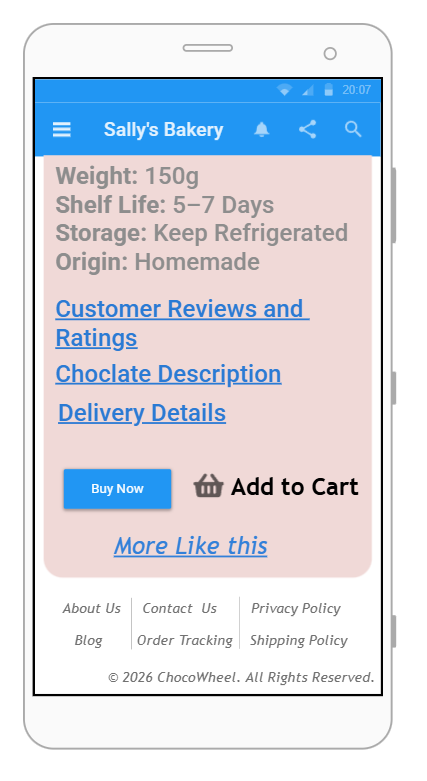 20:07
Sally's Bakery
Weight: 150g
Shelf Life: 5–7 Days
Storage: Keep Refrigerated
Origin: Homemade
Customer Reviews and
Ratings
Choclate Description
Delivery Details
Buy Now
Add to Cart
More Like this
About Us Contact Us Privacy Policy
Blog Order Tracking Shipping Policy
© 2026 ChocoWheel. All Rights Reserved.